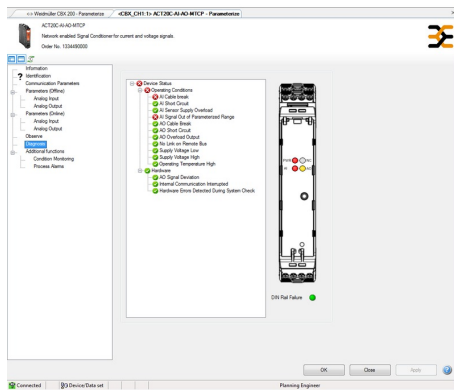 <> Weidmüller CBX 200 - Parameterize
<CBX_CH1:1> ACT20C-AI-AO-MTCP - Parameterize
ACT20C-AI-AO-MTCP
Network enabled Signal Conditioner for current and voltage signals.
Order No. 1324490000
Information
Identification
Communication Parameters
Parameters (Offline)
Analog Input
Analog Output
Parameters (Online)
Analog Input
Analog Output
Observe
Diagnosis
Additional functions
Condition Monitoring
Process Alarms
Device Status
Operating Conditions
AI Cable break
AI Short Circuit
AI Sensor Supply Overload
AI Signal Out of Parameterized Range
AO Cable Break
AO Short Circuit
AO Overload Output
No Link on Remote Bus
Supply Voltage Low
Supply Voltage High
Operating Temperature High
Hardware
AO Signal Deviation
Internal Communication Interrupted
Hardware Errors Detected During System Check
DIN Rail Failure
OK
Close
Apply
Connected
Device/Data set
Planning Engineer